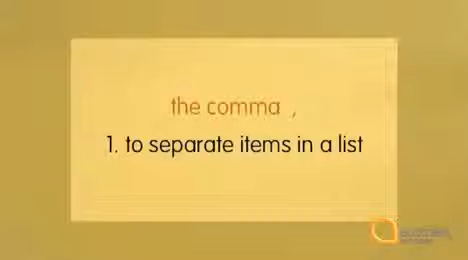 the comma ,
1. to separate items in a list